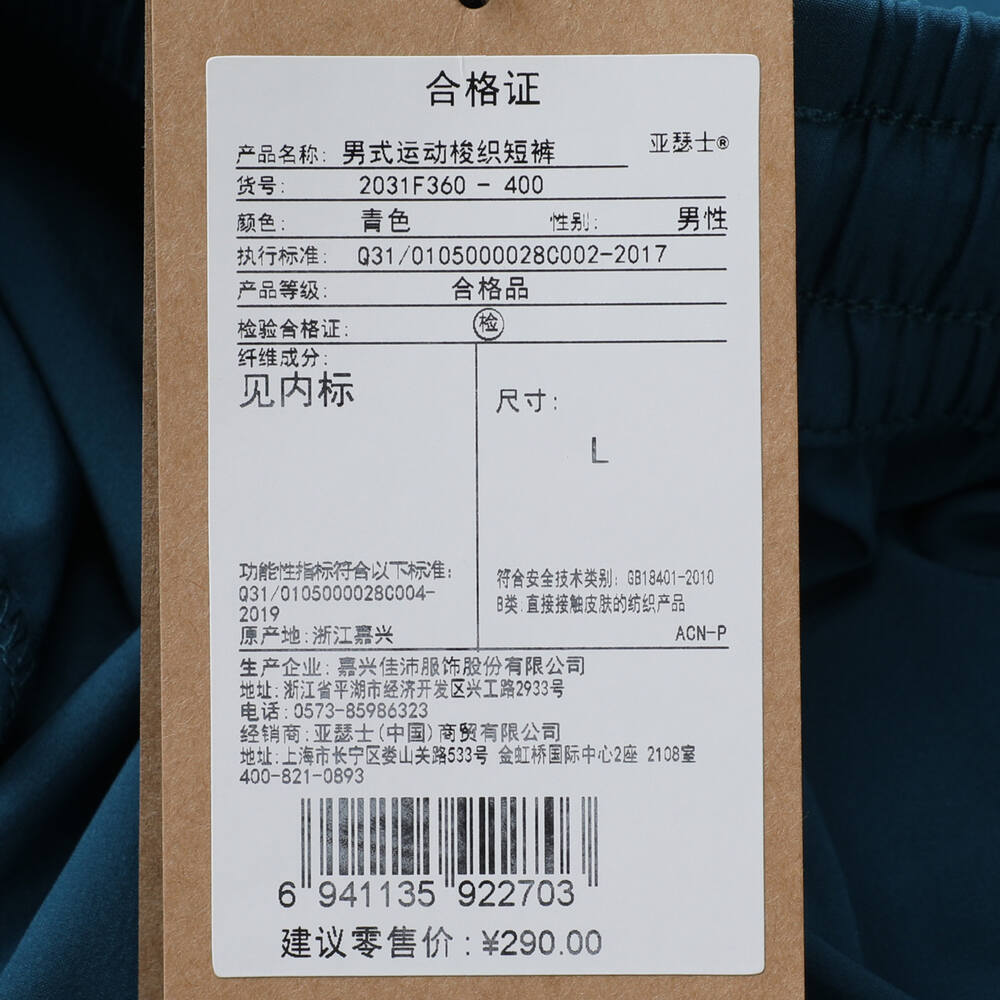 合格证
产品名称: 男式运动梭织短裤 亚瑟士®
货号: 2031F360 - 400
颜色: 青色 性别: 男性
执行标准: Q31/0105000028C002-2017
产品等级: 合格品
检验合格证: 检
纤维成分:
见内标
尺寸:
L
功能性指标符合以下标准:
Q31/0105000028C004-
2019
原产地:浙江嘉兴
符合安全技术类别: GB18401-2010
B类.直接接触皮肤的纺织产品
ACN-P
生产企业: 嘉兴佳沛服饰股份有限公司
地址:浙江省平湖市经济开发区兴工路2933号
电话:0573-85986323
经销商:亚瑟士(中国)商贸有限公司
地址:上海市长宁区娄山关路533号 金虹桥国际中心2座 2108室
400-821-0893
6 941135 922703
建议零售价:¥290.00